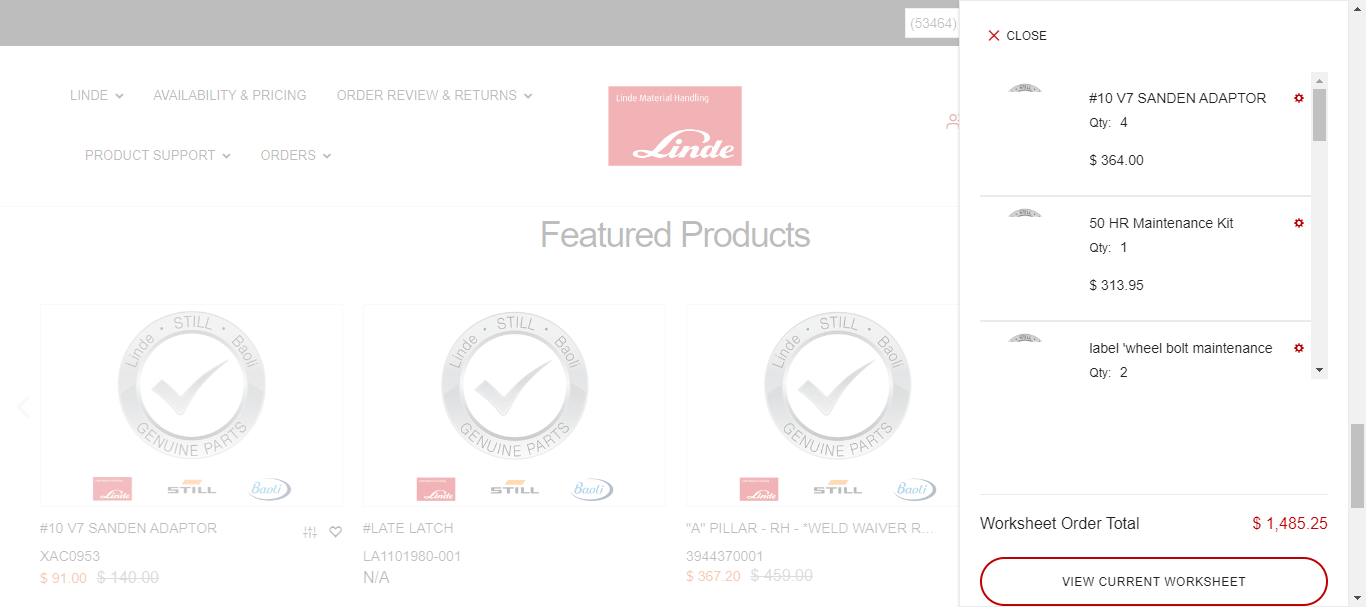 (53464)
LINDE
AVAILABILITY & PRICING
ORDER REVIEW & RETURNS
PRODUCT SUPPORT
ORDERS
Linde Material Handling
Linde
Featured Products
Linde • STILL • Baoli
GENUINE PARTS
Linde
STILL
Baoli
#10 V7 SANDEN ADAPTOR
XAC0953
$ 91.00 $ 140.00
Linde • STILL • Baoli
GENUINE PARTS
Linde
STILL
Baoli
#LATE LATCH
LA1101980-001
N/A
Linde • STILL • Baoli
GENUINE PARTS
Linde
STILL
Baoli
"A" PILLAR - RH - *WELD WAIVER R...
3944370001
$ 367.20 $ 459.00
CLOSE
#10 V7 SANDEN ADAPTOR
Qty: 4
$ 364.00
50 HR Maintenance Kit
Qty: 1
$ 313.95
label 'wheel bolt maintenance
Qty: 2
Worksheet Order Total $ 1,485.25
VIEW CURRENT WORKSHEET